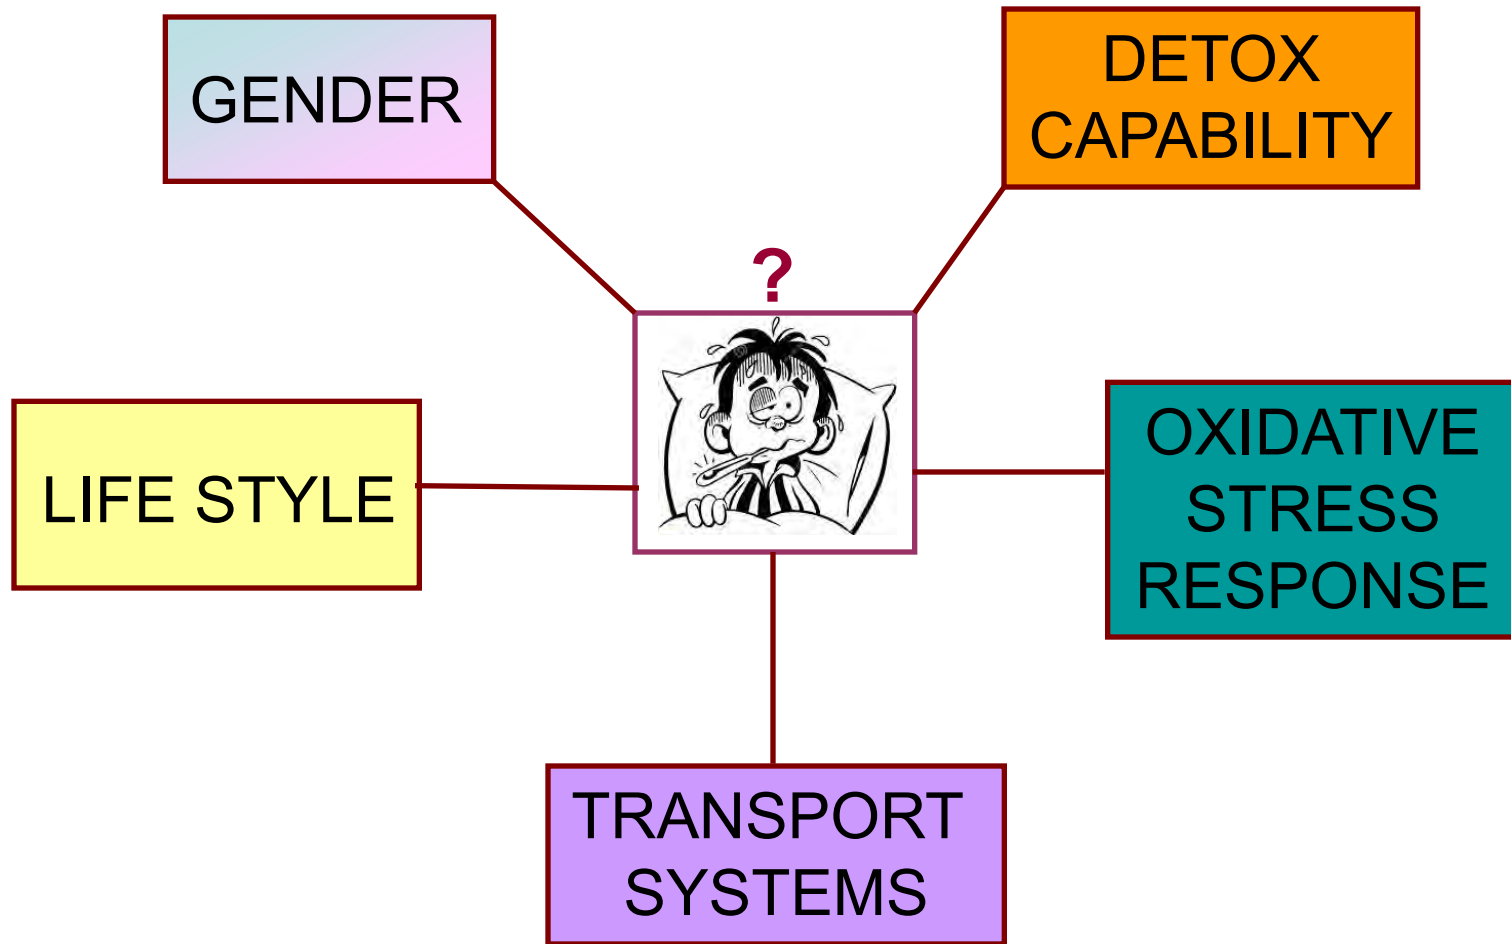 GENDER
DETOX
CAPABILITY
?
LIFE STYLE
OXIDATIVE
STRESS
RESPONSE
TRANSPORT
SYSTEMS